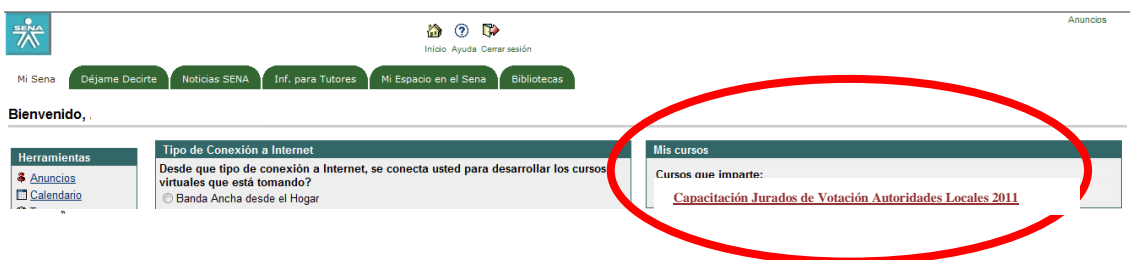 SENA
Anuncios
Inicio Ayuda Cerrar sesión
Mi Sena Déjame Decirte Noticias SENA Inf. para Tutores Mi Espacio en el Sena Bibliotecas
Bienvenido, .
Herramientas
Anuncios
Calendario
Tipo de Conexión a Internet
Desde que tipo de conexión a Internet, se conecta usted para desarrollar los cursos
virtuales que está tomando?
Banda Ancha desde el Hogar
Mis cursos
Cursos que imparte:
Capacitación Jurados de Votación Autoridades Locales 2011